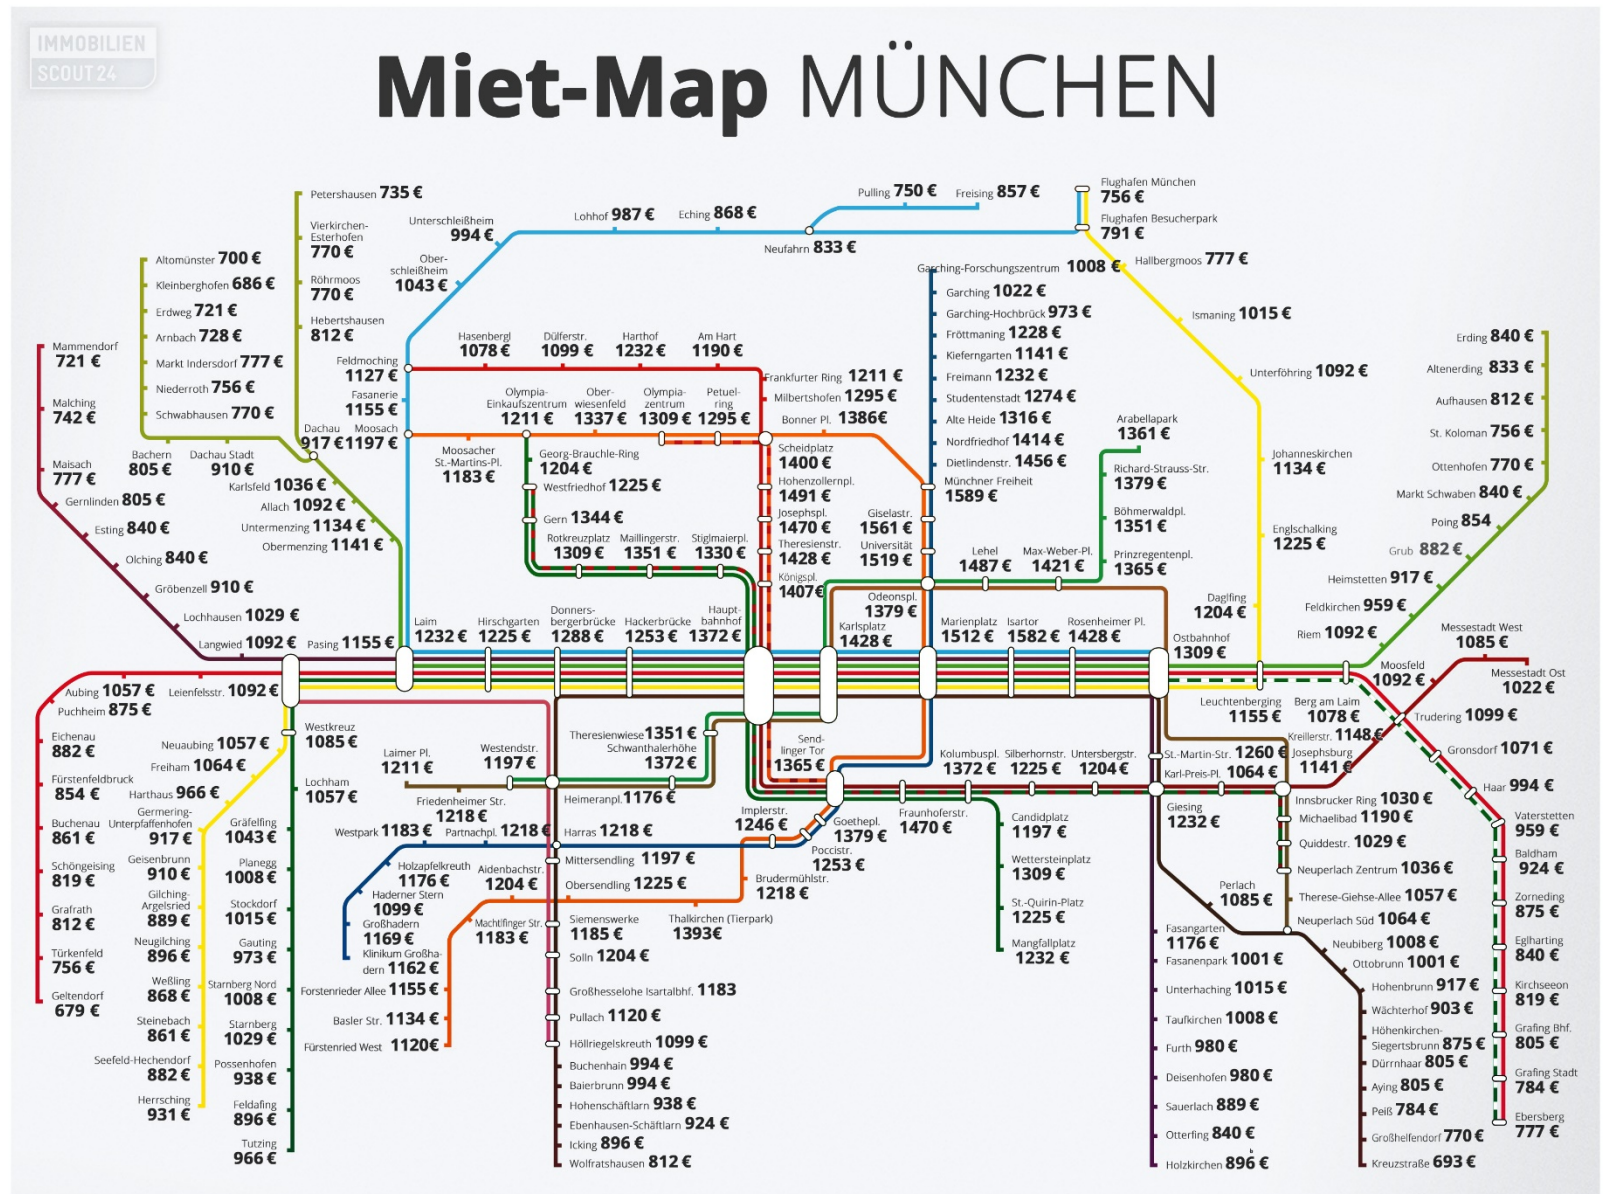 IMMOBILIEN
SCOUT24
Miet-Map MÜNCHEN
Petershausen 735 €
Vierkirchen-
Esterhofen
770 €
Röhrmoos
770 €
Hebertshausen
812 €
Altomünster 700 €
Kleinberghofen 686 €
Erdweg 721 €
Arnbach 728 €
Markt Indersdorf 777 €
Niederroth 756 €
Schwabhausen 770 €
Bachern
805 €
Dachau Stadt
910 €
Dachau
917 €
Karlsfeld 1036 €
Allach 1092 €
Untermenzing 1134 €
Obermenzing 1141 €
Mammendorf
721 €
Malching
742 €
Maisach
777 €
Gernlinden 805 €
Esting 840 €
Olching 840 €
Gröbenzell 910 €
Lochhausen 1029 €
Langwied 1092 €
Pasing 1155 €
Unterschleißheim
994 €
Ober-
schleißheim
1043 €
Feldmoching
1127 €
Fasanerie
1155 €
Moosach
1197 €
Lohhof 987 €
Eching 868 €
Neufahrn 833 €
Pulling 750 €
Freising 857 €
Flughafen München
756 €
Flughafen Besucherpark
791 €
Hallbergmoos 777 €
Ismaning 1015 €
Unterföhring 1092 €
Johanneskirchen
1134 €
Englschalking
1225 €
Daglfing
1204 €
Hasenbergl
1078 €
Dülferstr.
1099 €
Harthof
1232 €
Am Hart
1190 €
Frankfurter Ring 1211 €
Milbertshofen 1295 €
Bonner Pl. 1386€
Olympia-
Einkaufszentrum
1211 €
Ober-
wiesenfeld
1337 €
Olympia-
zentrum
1309 €
Petuel-
ring
1295 €
Moosacher
St.-Martins-Pl.
1183 €
Georg-Brauchle-Ring
1204 €
Westfriedhof 1225 €
Gern 1344 €
Rotkreuzplatz
1309 €
Maillingerstr.
1351 €
Stiglmaierpl.
1330 €
Scheidplatz
1400 €
Hohenzollernpl.
1491 €
Josephspl.
1470 €
Theresienstr.
1428 €
Königspl.
1407€
Garching-Forschungszentrum 1008 €
Garching 1022 €
Garching-Hochbrück 973 €
Fröttmaning 1228 €
Kieferngarten 1141 €
Freimann 1232 €
Studentenstadt 1274 €
Alte Heide 1316 €
Nordfriedhof 1414 €
Dietlindenstr. 1456 €
Münchner Freiheit
1589 €
Giselastr.
1561 €
Universität
1519 €
Odeonspl.
1379 €
Lehel
1487 €
Max-Weber-Pl.
1421 €
Arabellapark
1361 €
Richard-Strauss-Str.
1379 €
Böhmerwaldpl.
1351 €
Prinzregentenpl.
1365 €
Erding 840 €
Altenerding 833 €
Aufhausen 812 €
St. Koloman 756 €
Ottenhofen 770 €
Markt Schwaben 840 €
Poing 854
Grub 882 €
Heimstetten 917 €
Feldkirchen 959 €
Riem 1092 €
Laim
1232 €
Hirschgarten
1225 €
Donners-
bergerbrücke
1288 €
Hackerbrücke
1253 €
Haupt-
bahnhof
1372 €
Karlsplatz
1428 €
Marienplatz
1512 €
Isartor
1582 €
Rosenheimer Pl.
1428 €
Ostbahnhof
1309 €
Leuchtenberging
1155 €
Berg am Laim
1078 €
Moosfeld
1092 €
Messestadt West
1085 €
Messestadt Ost
1022 €
Trudering 1099 €
Kreillerstr. 1148 €
Josephsburg
1141 €
Gronsdorf 1071 €
Haar 994 €
Vaterstetten
959 €
Baldham
924 €
Zorneding
875 €
Eglharting
840 €
Kirchseeon
819 €
Grafing Bhf.
805 €
Grafing Stadt
784 €
Ebersberg
777 €
Aubing 1057 €
Leienfelsstr. 1092 €
Puchheim 875 €
Eichenau
882 €
Fürstenfeldbruck
854 €
Buchenau
861 €
Schöngeising
819 €
Grafrath
812 €
Türkenfeld
756 €
Geltendorf
679 €
Neuaubing 1057 €
Freiham 1064 €
Harthaus 966 €
Germering-
Unterpfaffenhofen
917 €
Geisenbrunn
910 €
Gilching-
Argelsried
889 €
Neugilching
896 €
Weßling
868 €
Steinebach
861 €
Seefeld-Hechendorf
882 €
Herrsching
931 €
Westkreuz
1085 €
Lochham
1057 €
Gräfelfing
1043 €
Planegg
1008 €
Stockdorf
1015 €
Gauting
973 €
Starnberg Nord
1008 €
Starnberg
1029 €
Possenhofen
938 €
Feldafing
896 €
Tutzing
966 €
Laimer Pl.
1211 €
Friedenheimer Str.
1218 €
Westendstr.
1197 €
Heimeranpl. 1176 €
Theresienwiese 1351 €
Schwanthalerhöhe
1372 €
Send-
linger Tor
1365 €
Westpark 1183 €
Partnachpl. 1218 €
Harras 1218 €
Holzapfelkreuth
1176 €
Haderner Stern
1099 €
Großhadern
1169 €
Klinikum Großha-
dern 1162 €
Implerstr.
1246 €
Goethepl.
1379 €
Poccistr.
1253 €
Brudermühlstr.
1218 €
Thalkirchen (Tierpark)
1393€
Obersendling 1225 €
Aidenbachstr.
1204 €
Machtlfinger Str.
1183 €
Forstenrieder Allee 1155 €
Basler Str. 1134 €
Fürstenried West 1120€
Mittersendling 1197 €
Siemenswerke
1185 €
Solln 1204 €
Großhesselohe Isartalbhf. 1183
Pullach 1120 €
Höllriegelskreuth 1099 €
Buchenhain 994 €
Baierbrunn 994 €
Hohenschäftlarn 938 €
Ebenhausen-Schäftlarn 924 €
Icking 896 €
Wolfratshausen 812 €
Fraunhoferstr.
1470 €
Kolumbuspl.
1372 €
Silberhornstr.
1225 €
Untersbergstr.
1204 €
Candidplatz
1197 €
Wettersteinplatz
1309 €
St.-Quirin-Platz
1225 €
Mangfallplatz
1232 €
St.-Martin-Str. 1260 €
Karl-Preis-Pl. 1064 €
Giesing
1232 €
Innsbrucker Ring 1030 €
Michaelibad 1190 €
Quiddestr. 1029 €
Neuperlach Zentrum 1036 €
Therese-Giehse-Allee 1057 €
Neuperlach Süd 1064 €
Perlach
1085 €
Neubiberg 1008 €
Ottobrunn 1001 €
Hohenbrunn 917 €
Wächterhof 903 €
Höhenkirchen-
Siegertsbrunn 875 €
Dürrnhaar 805 €
Aying 805 €
Peiß 784 €
Großhelfendorf 770 €
Kreuzstraße 693 €
Fasangarten
1176 €
Fasanenpark 1001 €
Unterhaching 1015 €
Taufkirchen 1008 €
Furth 980 €
Deisenhofen 980 €
Sauerlach 889 €
Otterfing 840 €
Holzkirchen 896 €